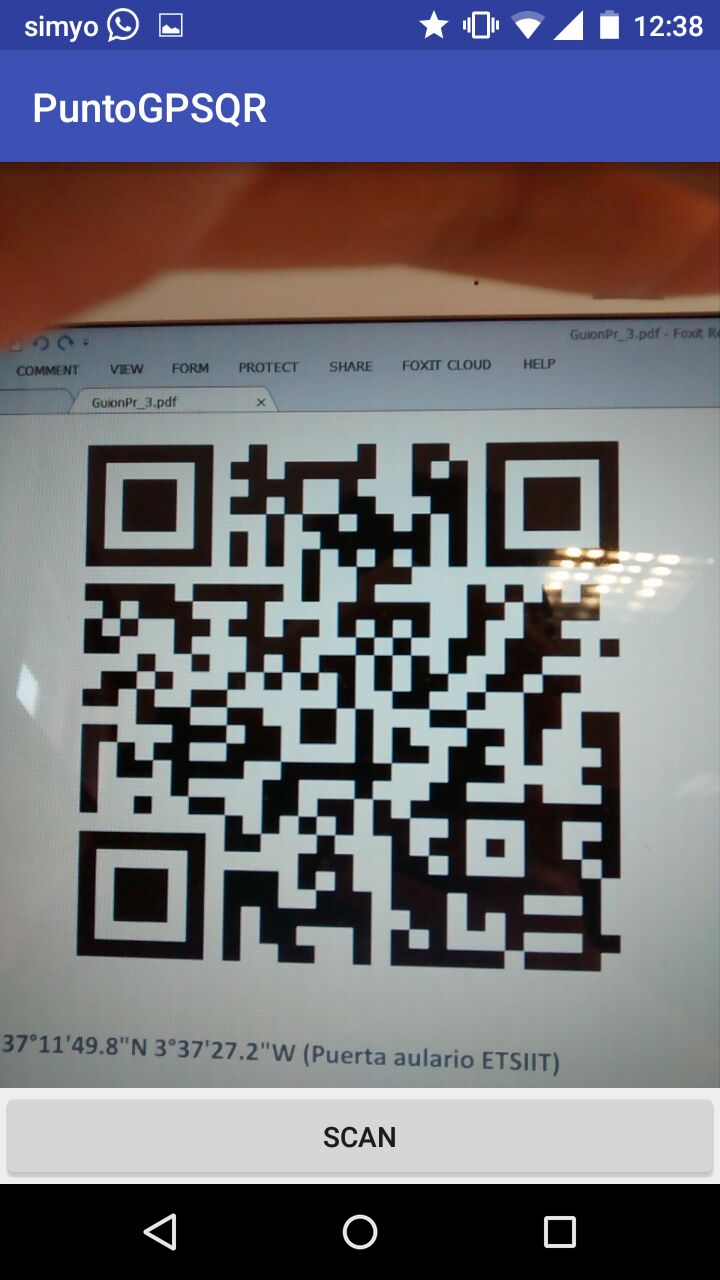 simyo 12:38
PuntoGPSQR
GuionPr_3.pdf - Foxit R
COMMENT VIEW FORM PROTECT SHARE FOXIT CLOUD HELP
GuionPr_3.pdf
37°11'49.8"N 3°37'27.2"W (Puerta aulario ETSIIT)
SCAN